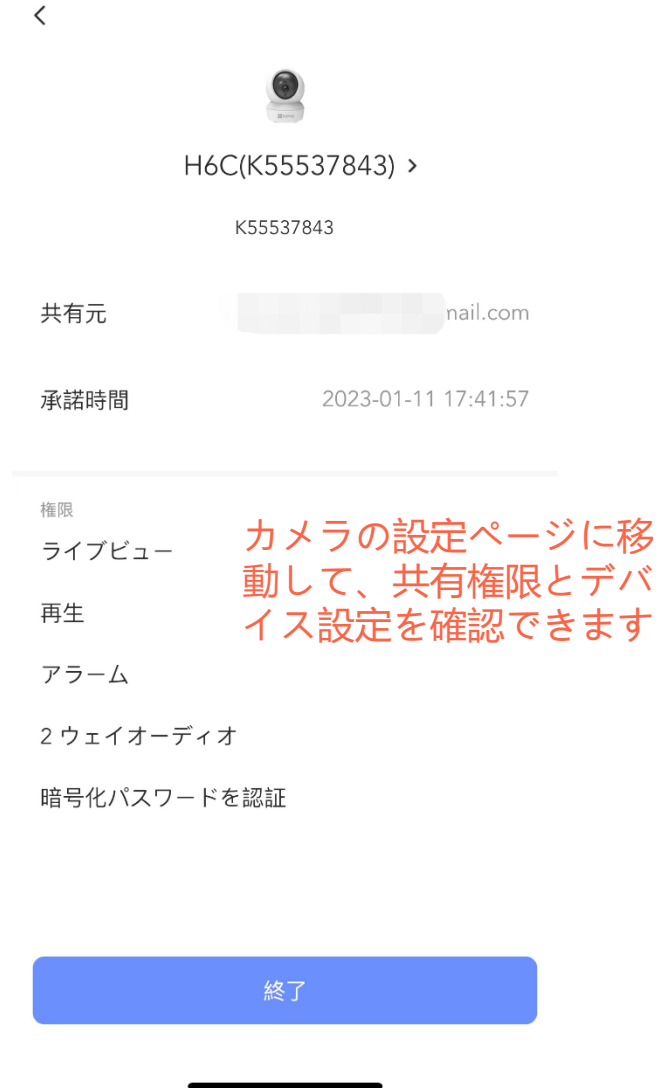 H6C(K55537843) >
K55537843
共有元 mail.com
承諾時間 2023-01-11 17:41:57
権限
カメラの設定ページに移
動して、共有権限とデバ
イス設定を確認できます
ライブビュー
再生
アラーム
2 ウェイオーディオ
暗号化パスワードを認証
終了